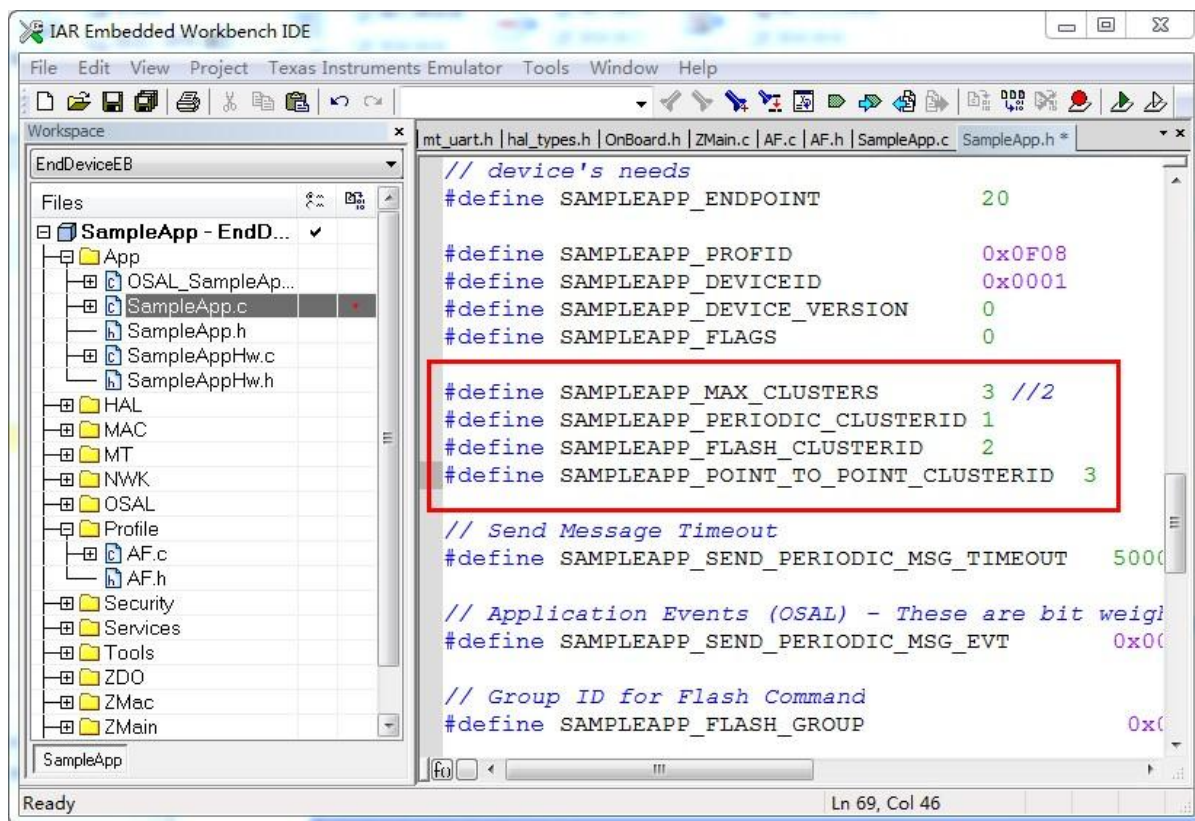 IAR Embedded Workbench IDE
File Edit View Project Texas Instruments Emulator Tools Window Help
Workspace
mt_uart.h | hal_types.h | OnBoard.h | ZMain.c | AF.c | AF.h | SampleApp.c SampleApp.h *
EndDeviceEB
Files
SampleApp - EndD...
App
OSAL_SampleAp...
SampleApp.c
SampleApp.h
SampleAppHw.c
SampleAppHw.h
HAL
MAC
MT
NWK
OSAL
Profile
AF.c
AF.h
Security
Services
Tools
ZDO
ZMac
ZMain
SampleApp
// device's needs
#define SAMPLEAPP_ENDPOINT 20
#define SAMPLEAPP_PROFID 0x0F08
#define SAMPLEAPP_DEVICEID 0x0001
#define SAMPLEAPP_DEVICE_VERSION 0
#define SAMPLEAPP_FLAGS 0
#define SAMPLEAPP_MAX_CLUSTERS 3 //2
#define SAMPLEAPP_PERIODIC_CLUSTERID 1
#define SAMPLEAPP_FLASH_CLUSTERID 2
#define SAMPLEAPP_POINT_TO_POINT_CLUSTERID 3
// Send Message Timeout
#define SAMPLEAPP_SEND_PERIODIC_MSG_TIMEOUT 5000
// Application Events (OSAL) - These are bit weigh
#define SAMPLEAPP_SEND_PERIODIC_MSG_EVT 0x00
// Group ID for Flash Command
#define SAMPLEAPP_FLASH_GROUP 0x0
f()
Ready
Ln 69, Col 46